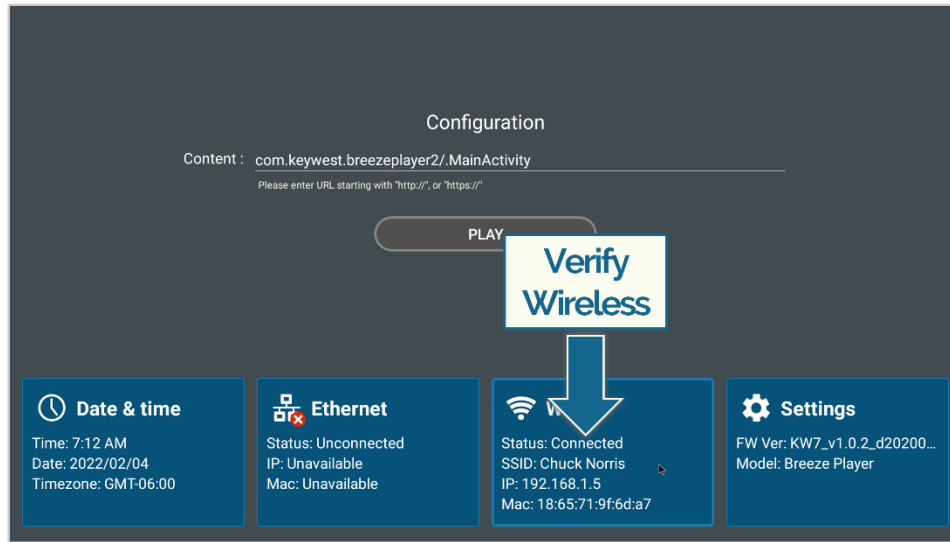 Configuration
Content : com.keywest.breezeplayer2/.MainActivity
Please enter URL starting with "http://", or "https://"
PLAY
Verify
Wireless
Date & time
Time: 7:12 AM
Date: 2022/02/04
Timezone: GMT-06:00
Ethernet
Status: Unconnected
IP: Unavailable
Mac: Unavailable
W
Status: Connected
SSID: Chuck Norris
IP: 192.168.1.5
Mac: 18:65:71:9f:6d:a7
Settings
FW Ver: KW7_v1.0.2_d20200...
Model: Breeze Player